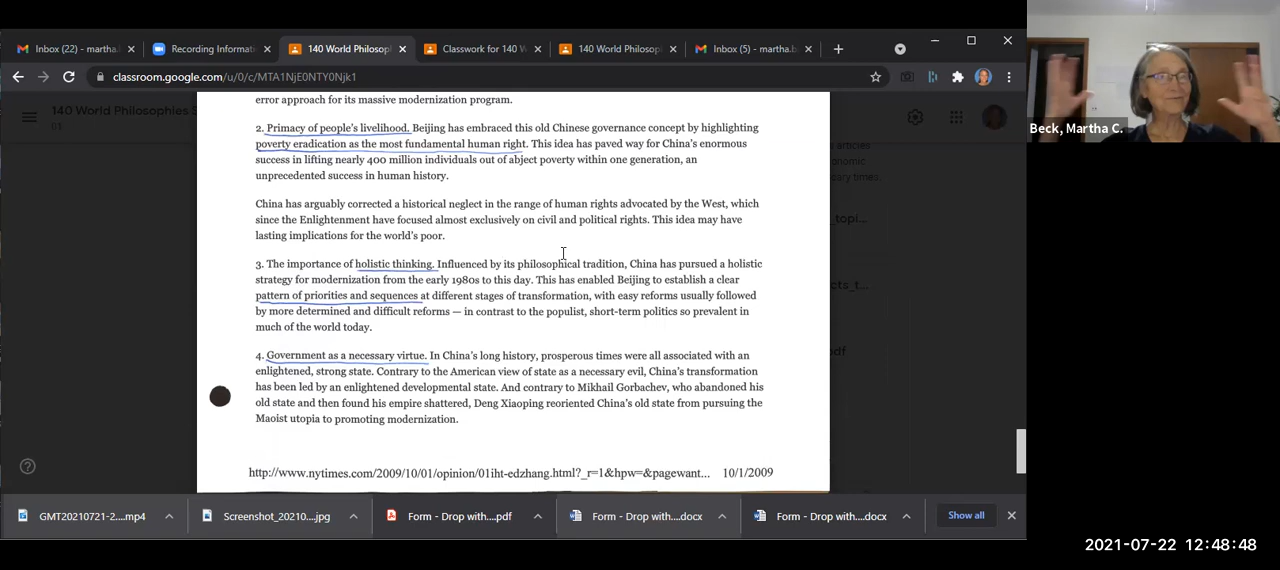 Inbox (22) - martha.
Recording Informati
140 World Philosop
Classwork for 140 W
140 World Philosop
Inbox (5) - martha.b
classroom.google.com/u/0/c/MTA1NjE0NTY0Njk1
140 World Philosophies S
01
error approach for its massive modernization program.
2. Primacy of people's livelihood. Beijing has embraced this old Chinese governance concept by highlighting
poverty eradication as the most fundamental human right. This idea has paved way for China's enormous
success in lifting nearly 400 million individuals out of abject poverty within one generation, an
unprecedented success in human history.
China has arguably corrected a historical neglect in the range of human rights advocated by the West, which
since the Enlightenment have focused almost exclusively on civil and political rights. This idea may have
lasting implications for the world's poor.
3. The importance of holistic thinking. Influenced by its philosophical tradition, China has pursued a holistic
strategy for modernization from the early 1980s to this day. This has enabled Beijing to establish a clear
pattern of priorities and sequences at different stages of transformation, with easy reforms usually followed
by more determined and difficult reforms — in contrast to the populist, short-term politics so prevalent in
much of the world today.
4. Government as a necessary virtue. In China's long history, prosperous times were all associated with an
enlightened, strong state. Contrary to the American view of state as a necessary evil, China's transformation
has been led by an enlightened developmental state. And contrary to Mikhail Gorbachev, who abandoned his
old state and then found his empire shattered, Deng Xiaoping reoriented China's old state from pursuing the
Maoist utopia to promoting modernization.
http://www.nytimes.com/2009/10/01/opinion/01iht-edzhang.html?_r=1&hpw=&pagewant... 10/1/2009
articles
onomic
ary times.
_topi...
cts_t...
df
Beck, Martha C.
GMT20210721-2....mp4
Screenshot_20210....jpg
Form - Drop with....pdf
Form - Drop with....docx
Form - Drop with....docx
Show all
2021-07-22 12:48:48